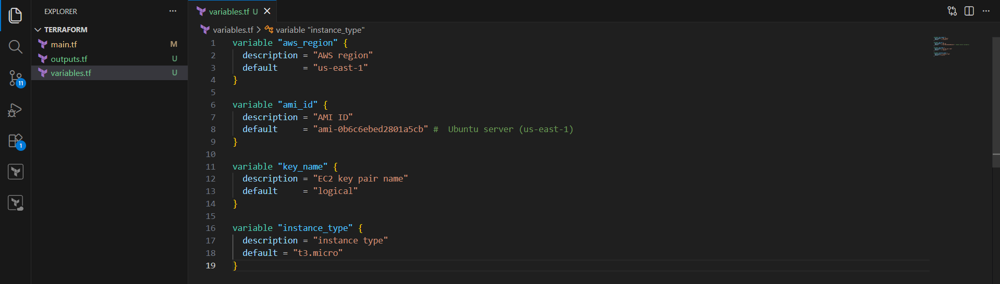 EXPLORER
TERRAFORM
main.tf M
outputs.tf U
variables.tf U
11
1
variables.tf U
variables.tf > variable "instance_type"
1 variable "aws_region" {
2   description = "AWS region"
3   default     = "us-east-1"
4 }
5
6 variable "ami_id" {
7   description = "AMI ID"
8   default     = "ami-0b6c6ebed2801a5cb" #  Ubuntu server (us-east-1)
9 }
10
11 variable "key_name" {
12   description = "EC2 key pair name"
13   default     = "logical"
14 }
15
16 variable "instance_type" {
17   description = "instance type"
18   default = "t3.micro"
19 }